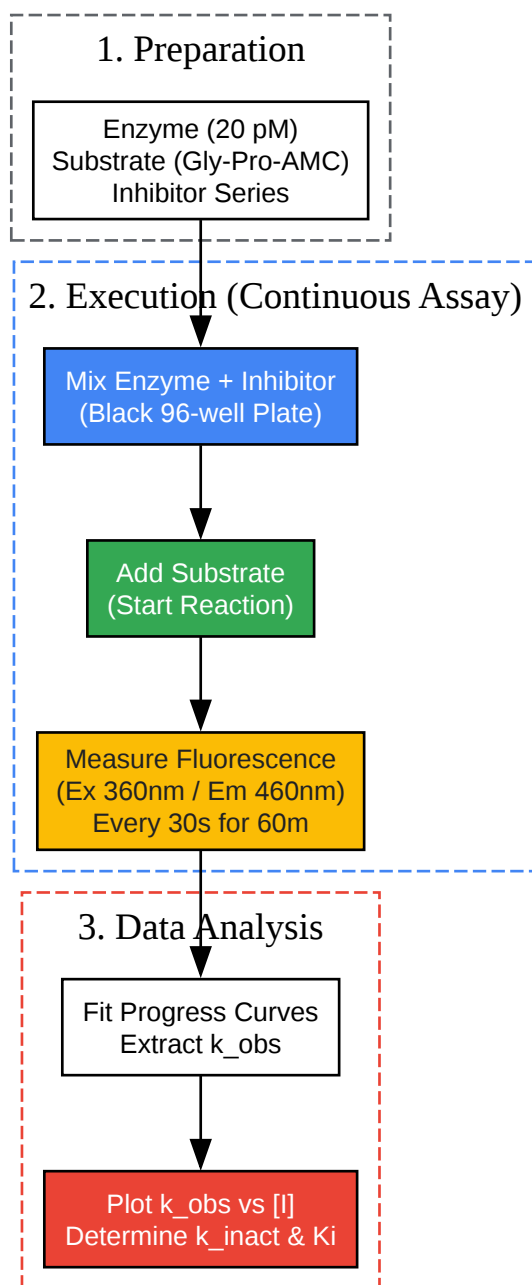 1. Preparation
Enzyme (20 pM)
Substrate (Gly-Pro-AMC)
Inhibitor Series
2. Execution (Continuous Assay)
Mix Enzyme + Inhibitor
(Black 96-well Plate)
Add Substrate
(Start Reaction)
Measure Fluorescence
(Ex 360nm / Em 460nm)
Every 30s for 60m
3. Data Analysis
Fit Progress Curves
Extract k_obs
Plot k_obs vs [I]
Determine k_inact & Ki